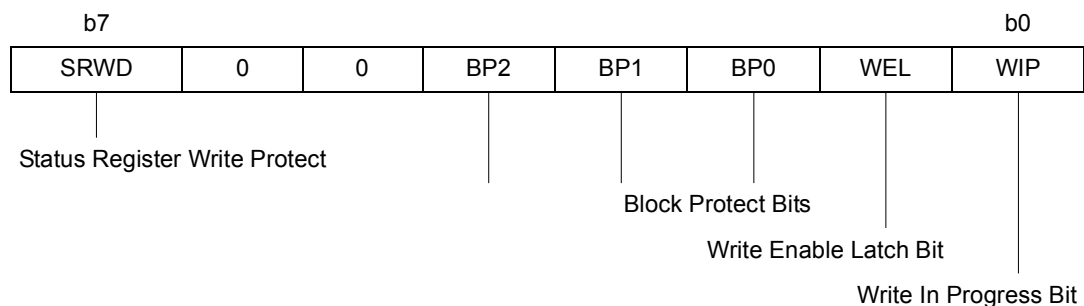 b7 b0
SRWD 0 0 BP2 BP1 BP0 WEL WIP
Status Register Write Protect
Block Protect Bits
Write Enable Latch Bit
Write In Progress Bit